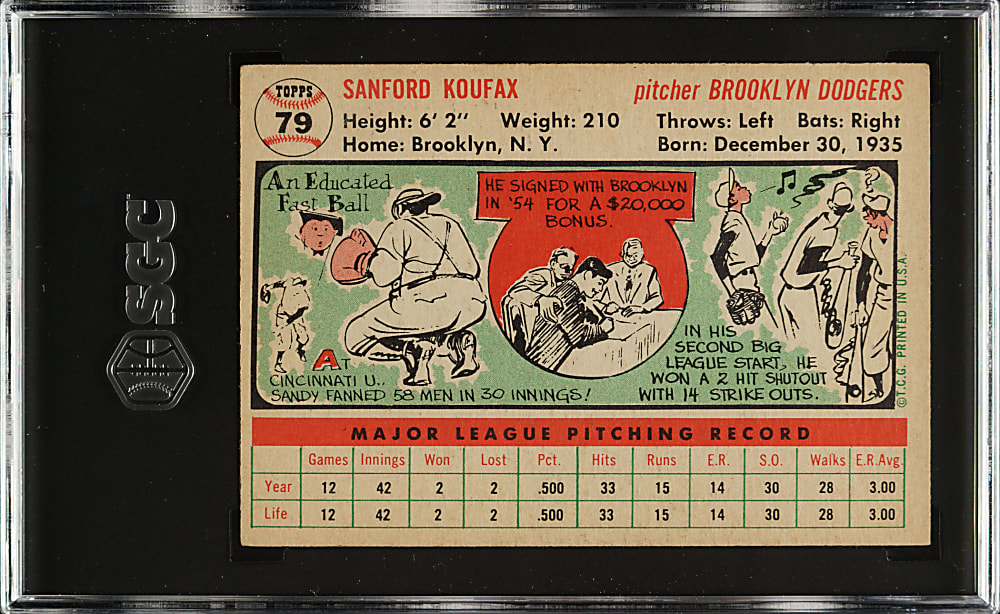 SGC
TOPPS
79
SANFORD KOUFAX pitcher BROOKLYN DODGERS
Height: 6' 2" Weight: 210 Throws: Left Bats: Right
Home: Brooklyn, N. Y. Born: December 30, 1935
An Educated
Fast Ball
AT
CINCINNATI U..
SANDY FANNED 58 MEN IN 30 INNINGS!
HE SIGNED WITH BROOKLYN
IN '54 FOR A $20,000
BONUS.
IN HIS
SECOND BIG
LEAGUE START, HE
WON A 2 HIT SHUTOUT
WITH 14 STRIKE OUTS.
©T.C.G. PRINTED IN U.S.A.
MAJOR LEAGUE PITCHING RECORD
Games Innings Won Lost Pct. Hits Runs E.R. S.O. Walks E.R.Avg.
Year 12 42 2 2 .500 33 15 14 30 28 3.00
Life 12 42 2 2 .500 33 15 14 30 28 3.00